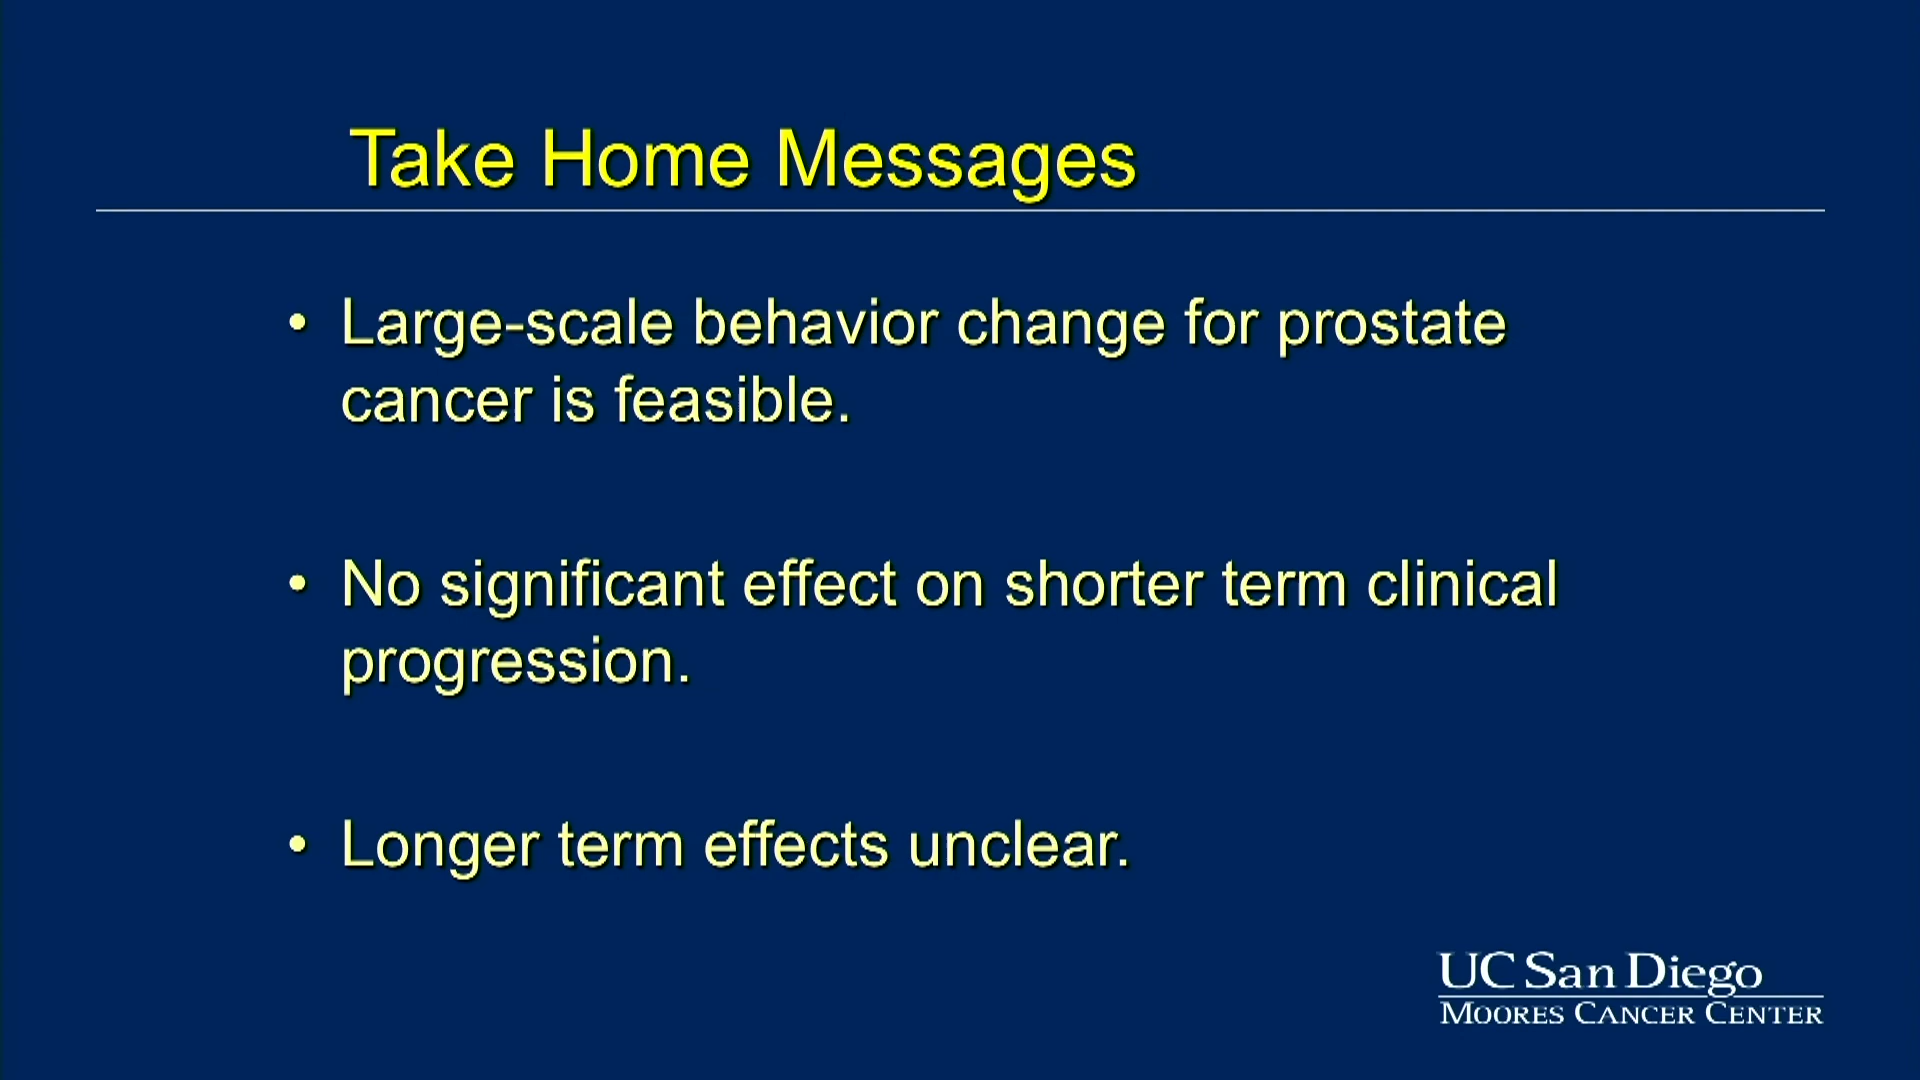 Take Home Messages
• Large-scale behavior change for prostate
cancer is feasible.
• No significant effect on shorter term clinical
progression.
• Longer term effects unclear.
UC San Diego
MOORES CANCER CENTER